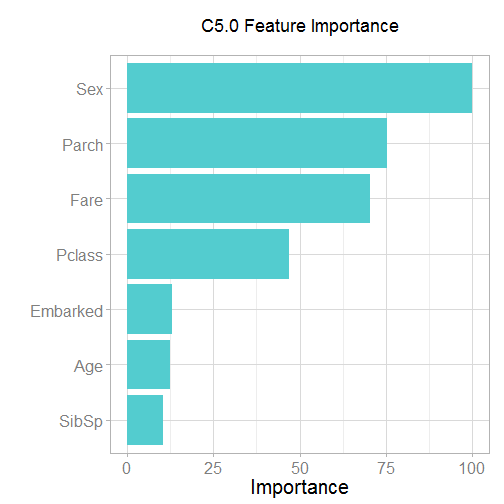 C5.0 Feature Importance
Sex
Parch
Fare
Pclass
Embarked
Age
SibSp
0 25 50 75 100
Importance